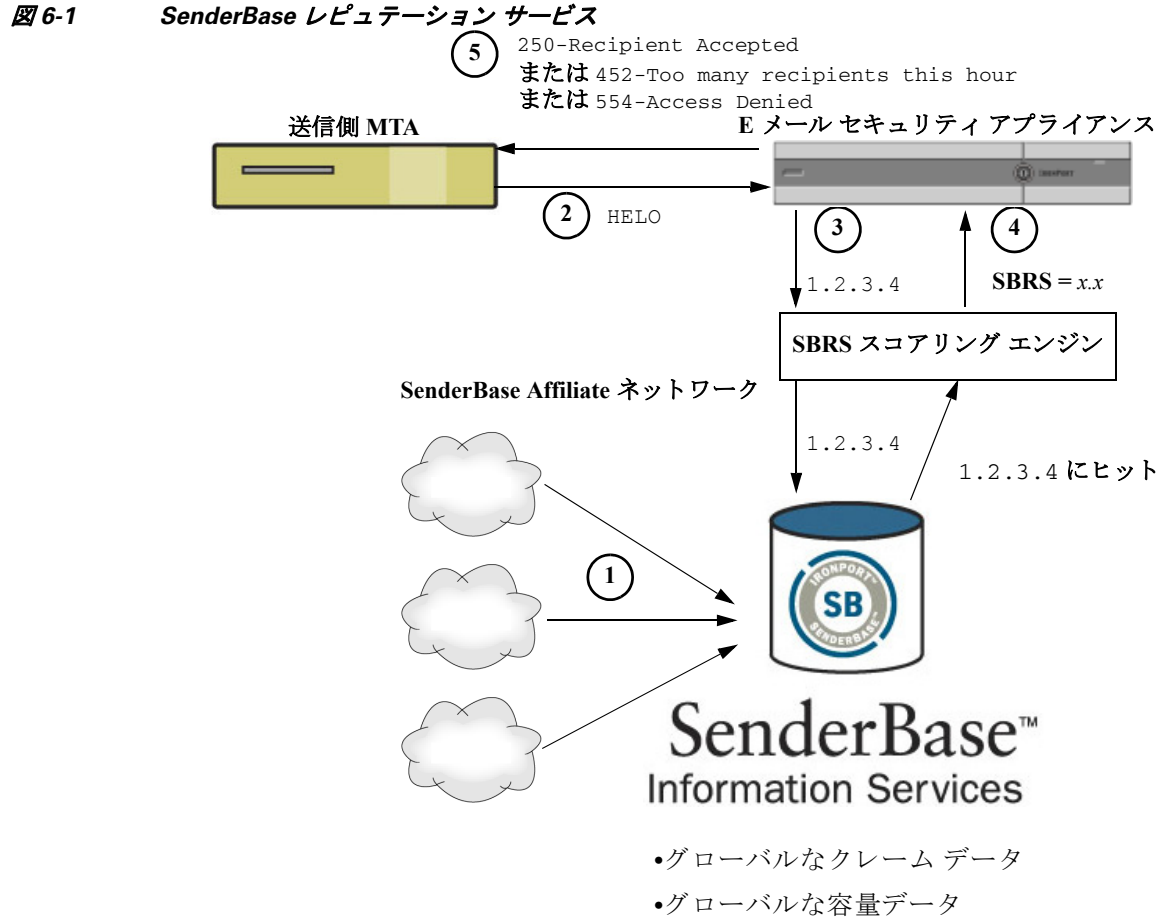 図 6-1 SenderBase レピュテーション サービス
5
250-Recipient Accepted
または 452-Too many recipients this hour
または 554-Access Denied
送信側 MTA
E メール セキュリティ アプライアンス
IRONPORT
2
HELO
3
4
1.2.3.4
SBRS = x.x
SBRS スコアリング エンジン
SenderBase Affiliate ネットワーク
1.2.3.4
1.2.3.4 にヒット
1
IRONPORT™
SB
SENDERBASE™
SenderBase™
Information Services
•グローバルなクレーム データ
•グローバルな容量データ